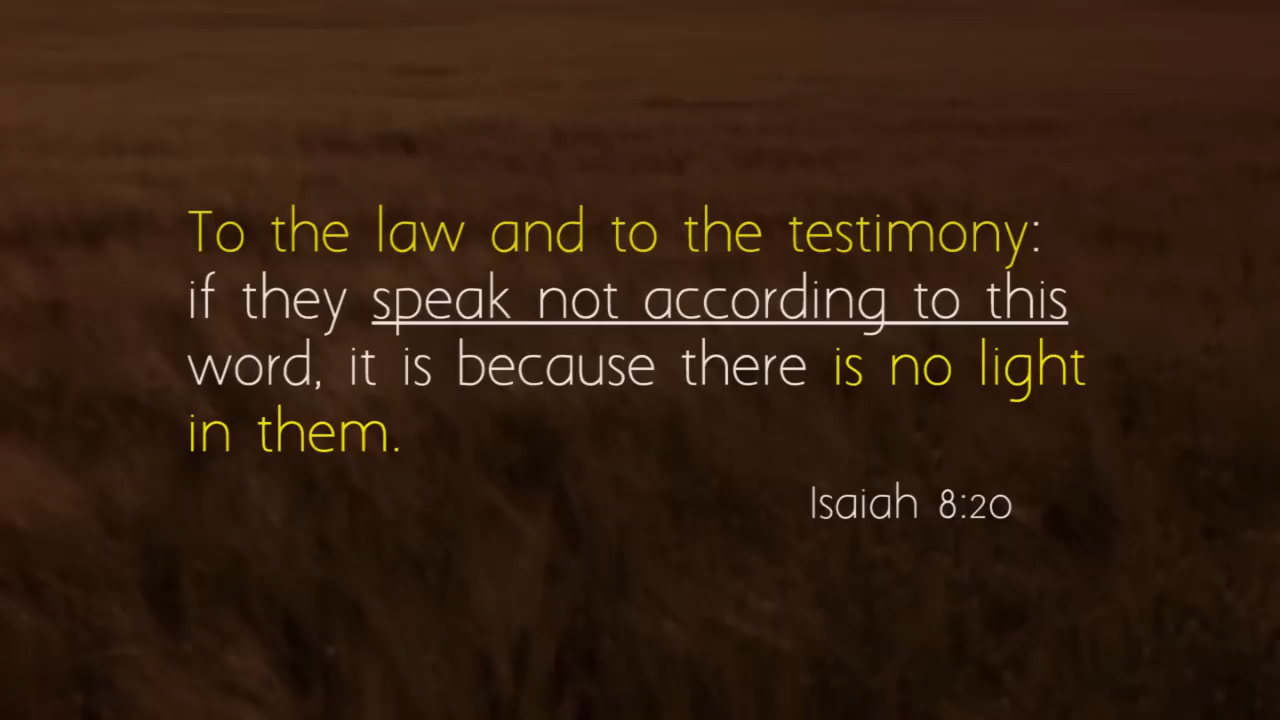 To the law and to the testimony:
if they speak not according to this
word, it is because there is no light
in them.
Isaiah 8:20